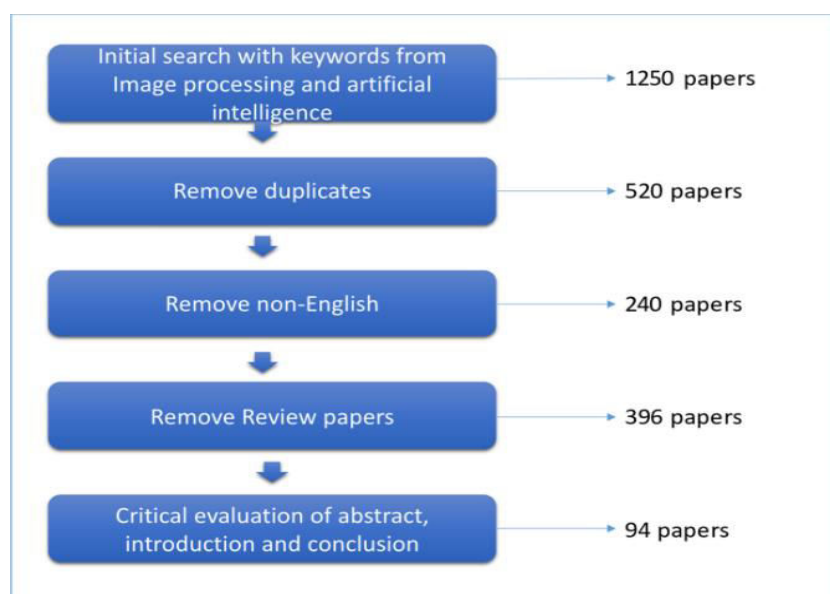 Initial search with keywords from
Image processing and artificial
intelligence
1250 papers
Remove duplicates
520 papers
Remove non-English
240 papers
Remove Review papers
396 papers
Critical evaluation of abstract,
introduction and conclusion
94 papers